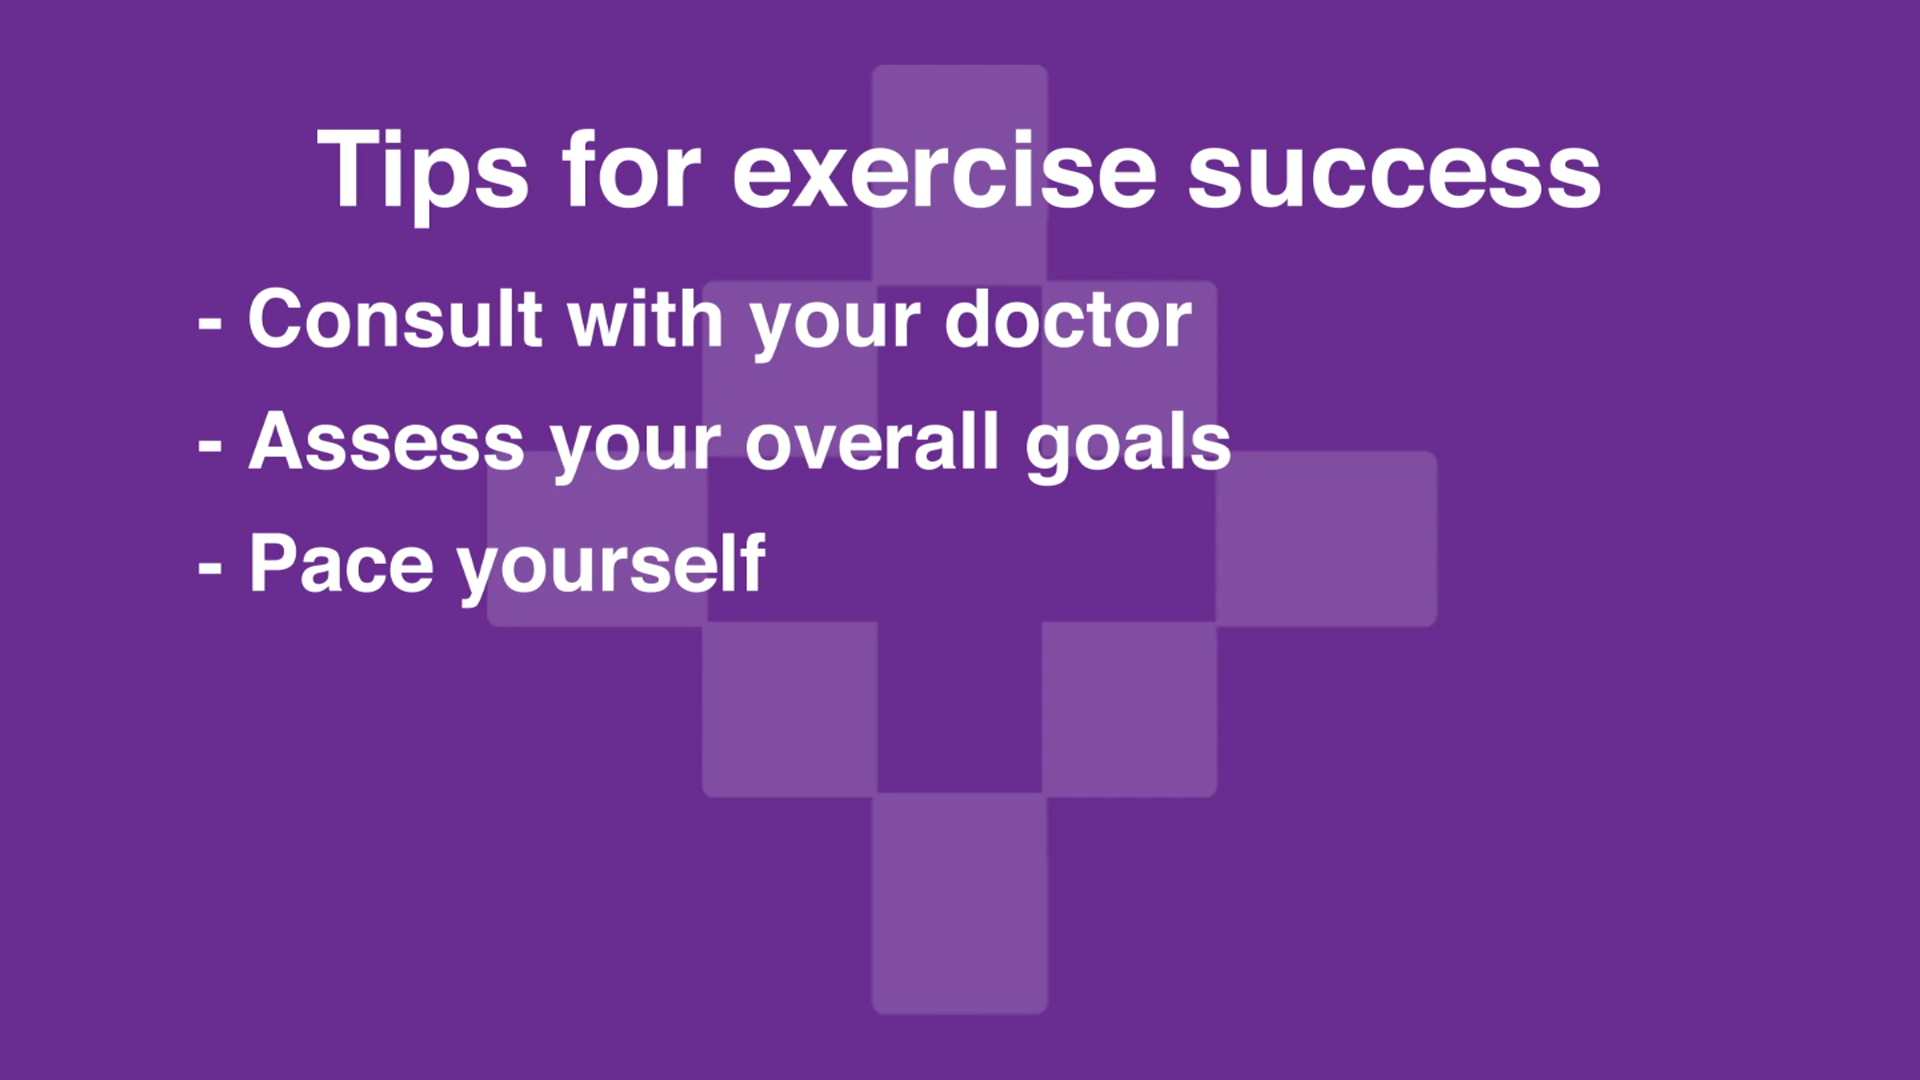 Tips for exercise success
- Consult with your doctor
- Assess your overall goals
- Pace yourself